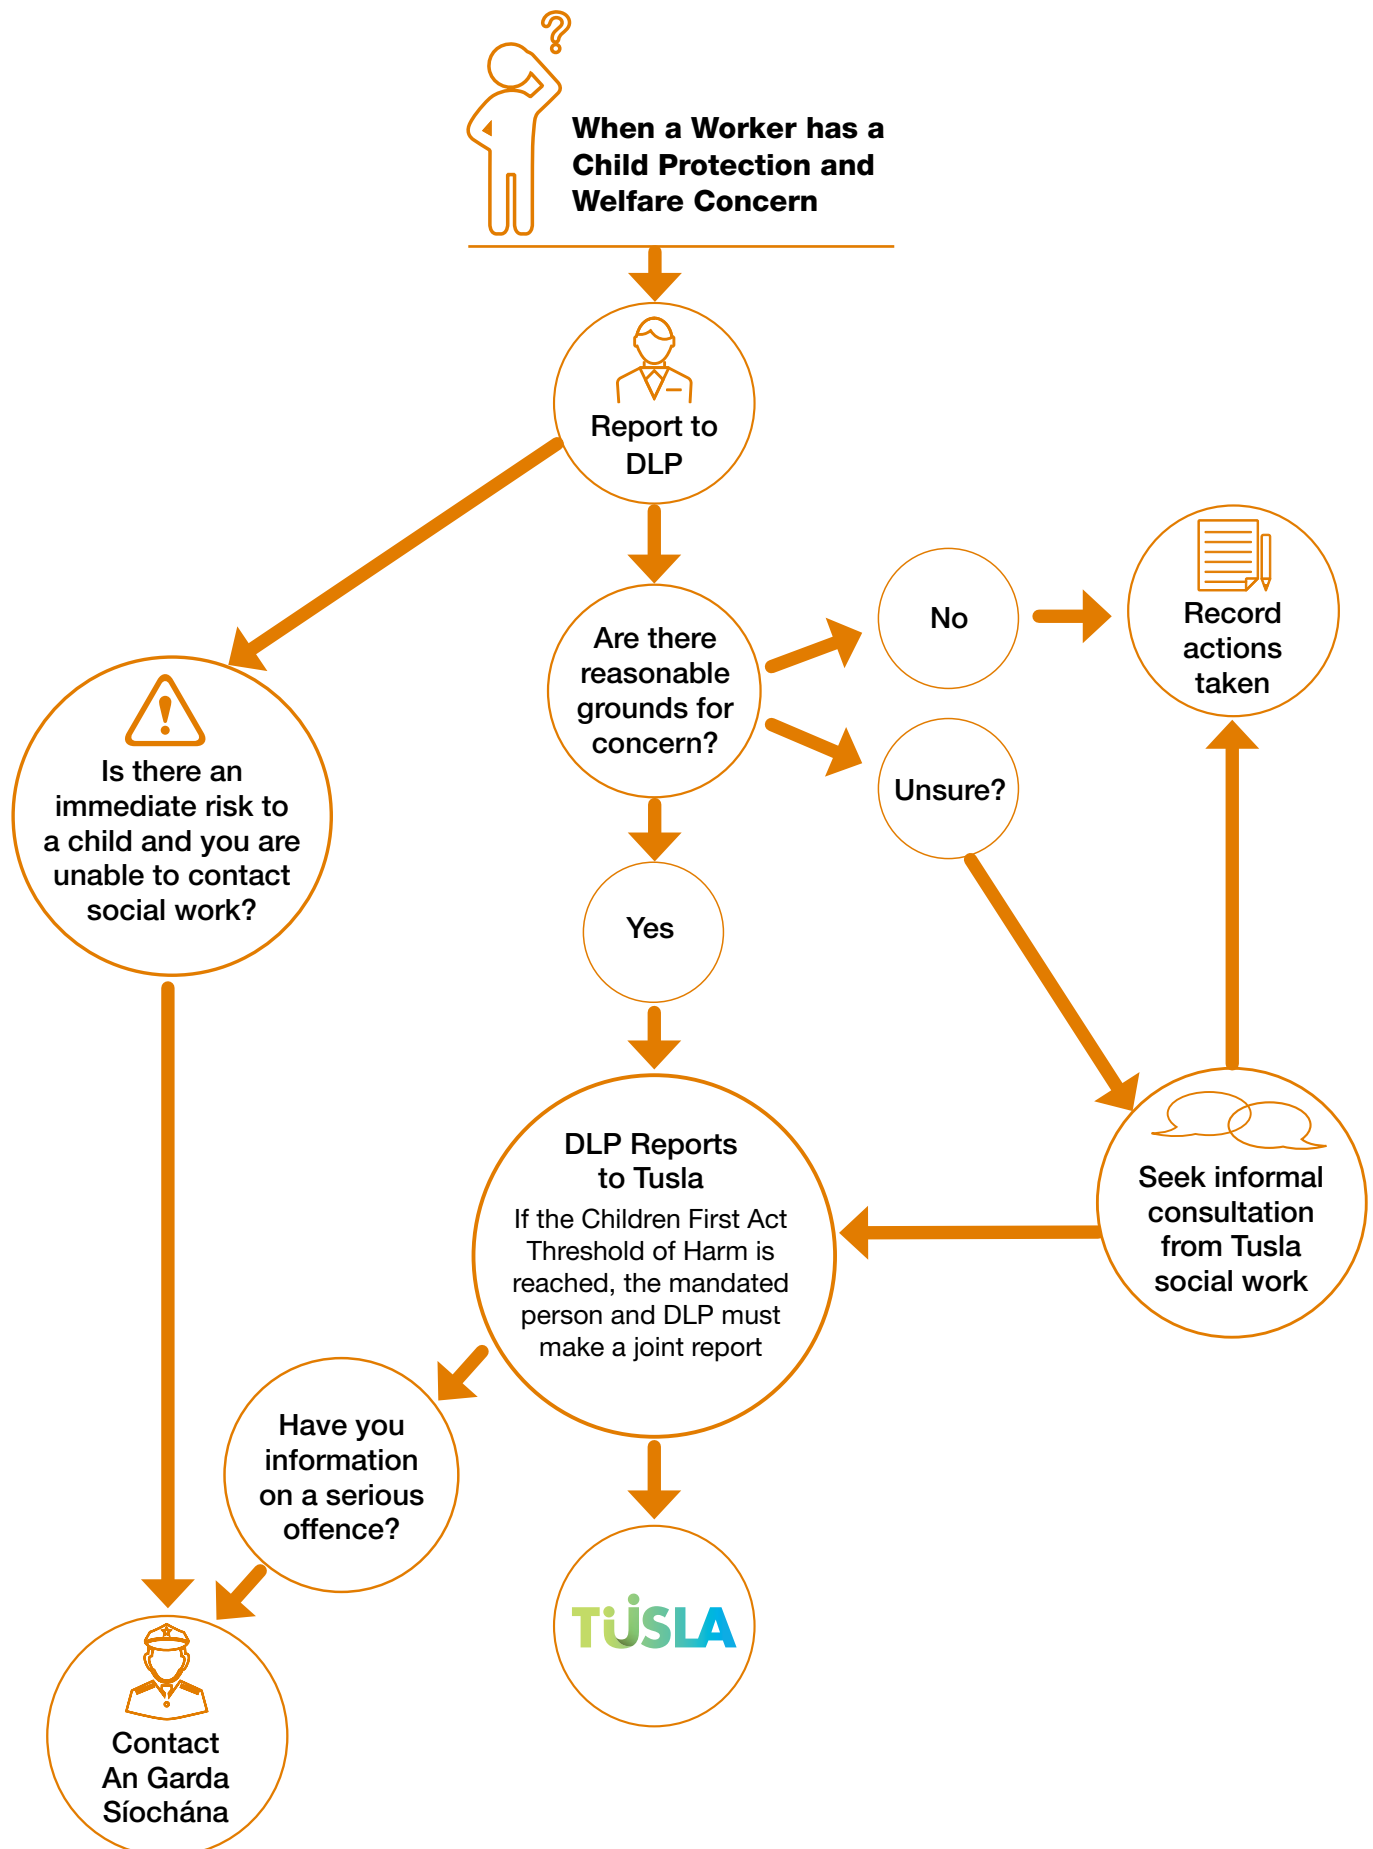 ?
When a Worker has a
Child Protection and
Welfare Concern
Report to
DLP
Are there
reasonable
grounds for
concern?
No
Record
actions
taken
Unsure?
Is there an
immediate risk to
a child and you are
unable to contact
social work?
Yes
DLP Reports
to Tusla
If the Children First Act
Threshold of Harm is
reached, the mandated
person and DLP must
make a joint report
Seek informal
consultation
from Tusla
social work
Have you
information
on a serious
offence?
TUSLA
Contact
An Garda
Síochána